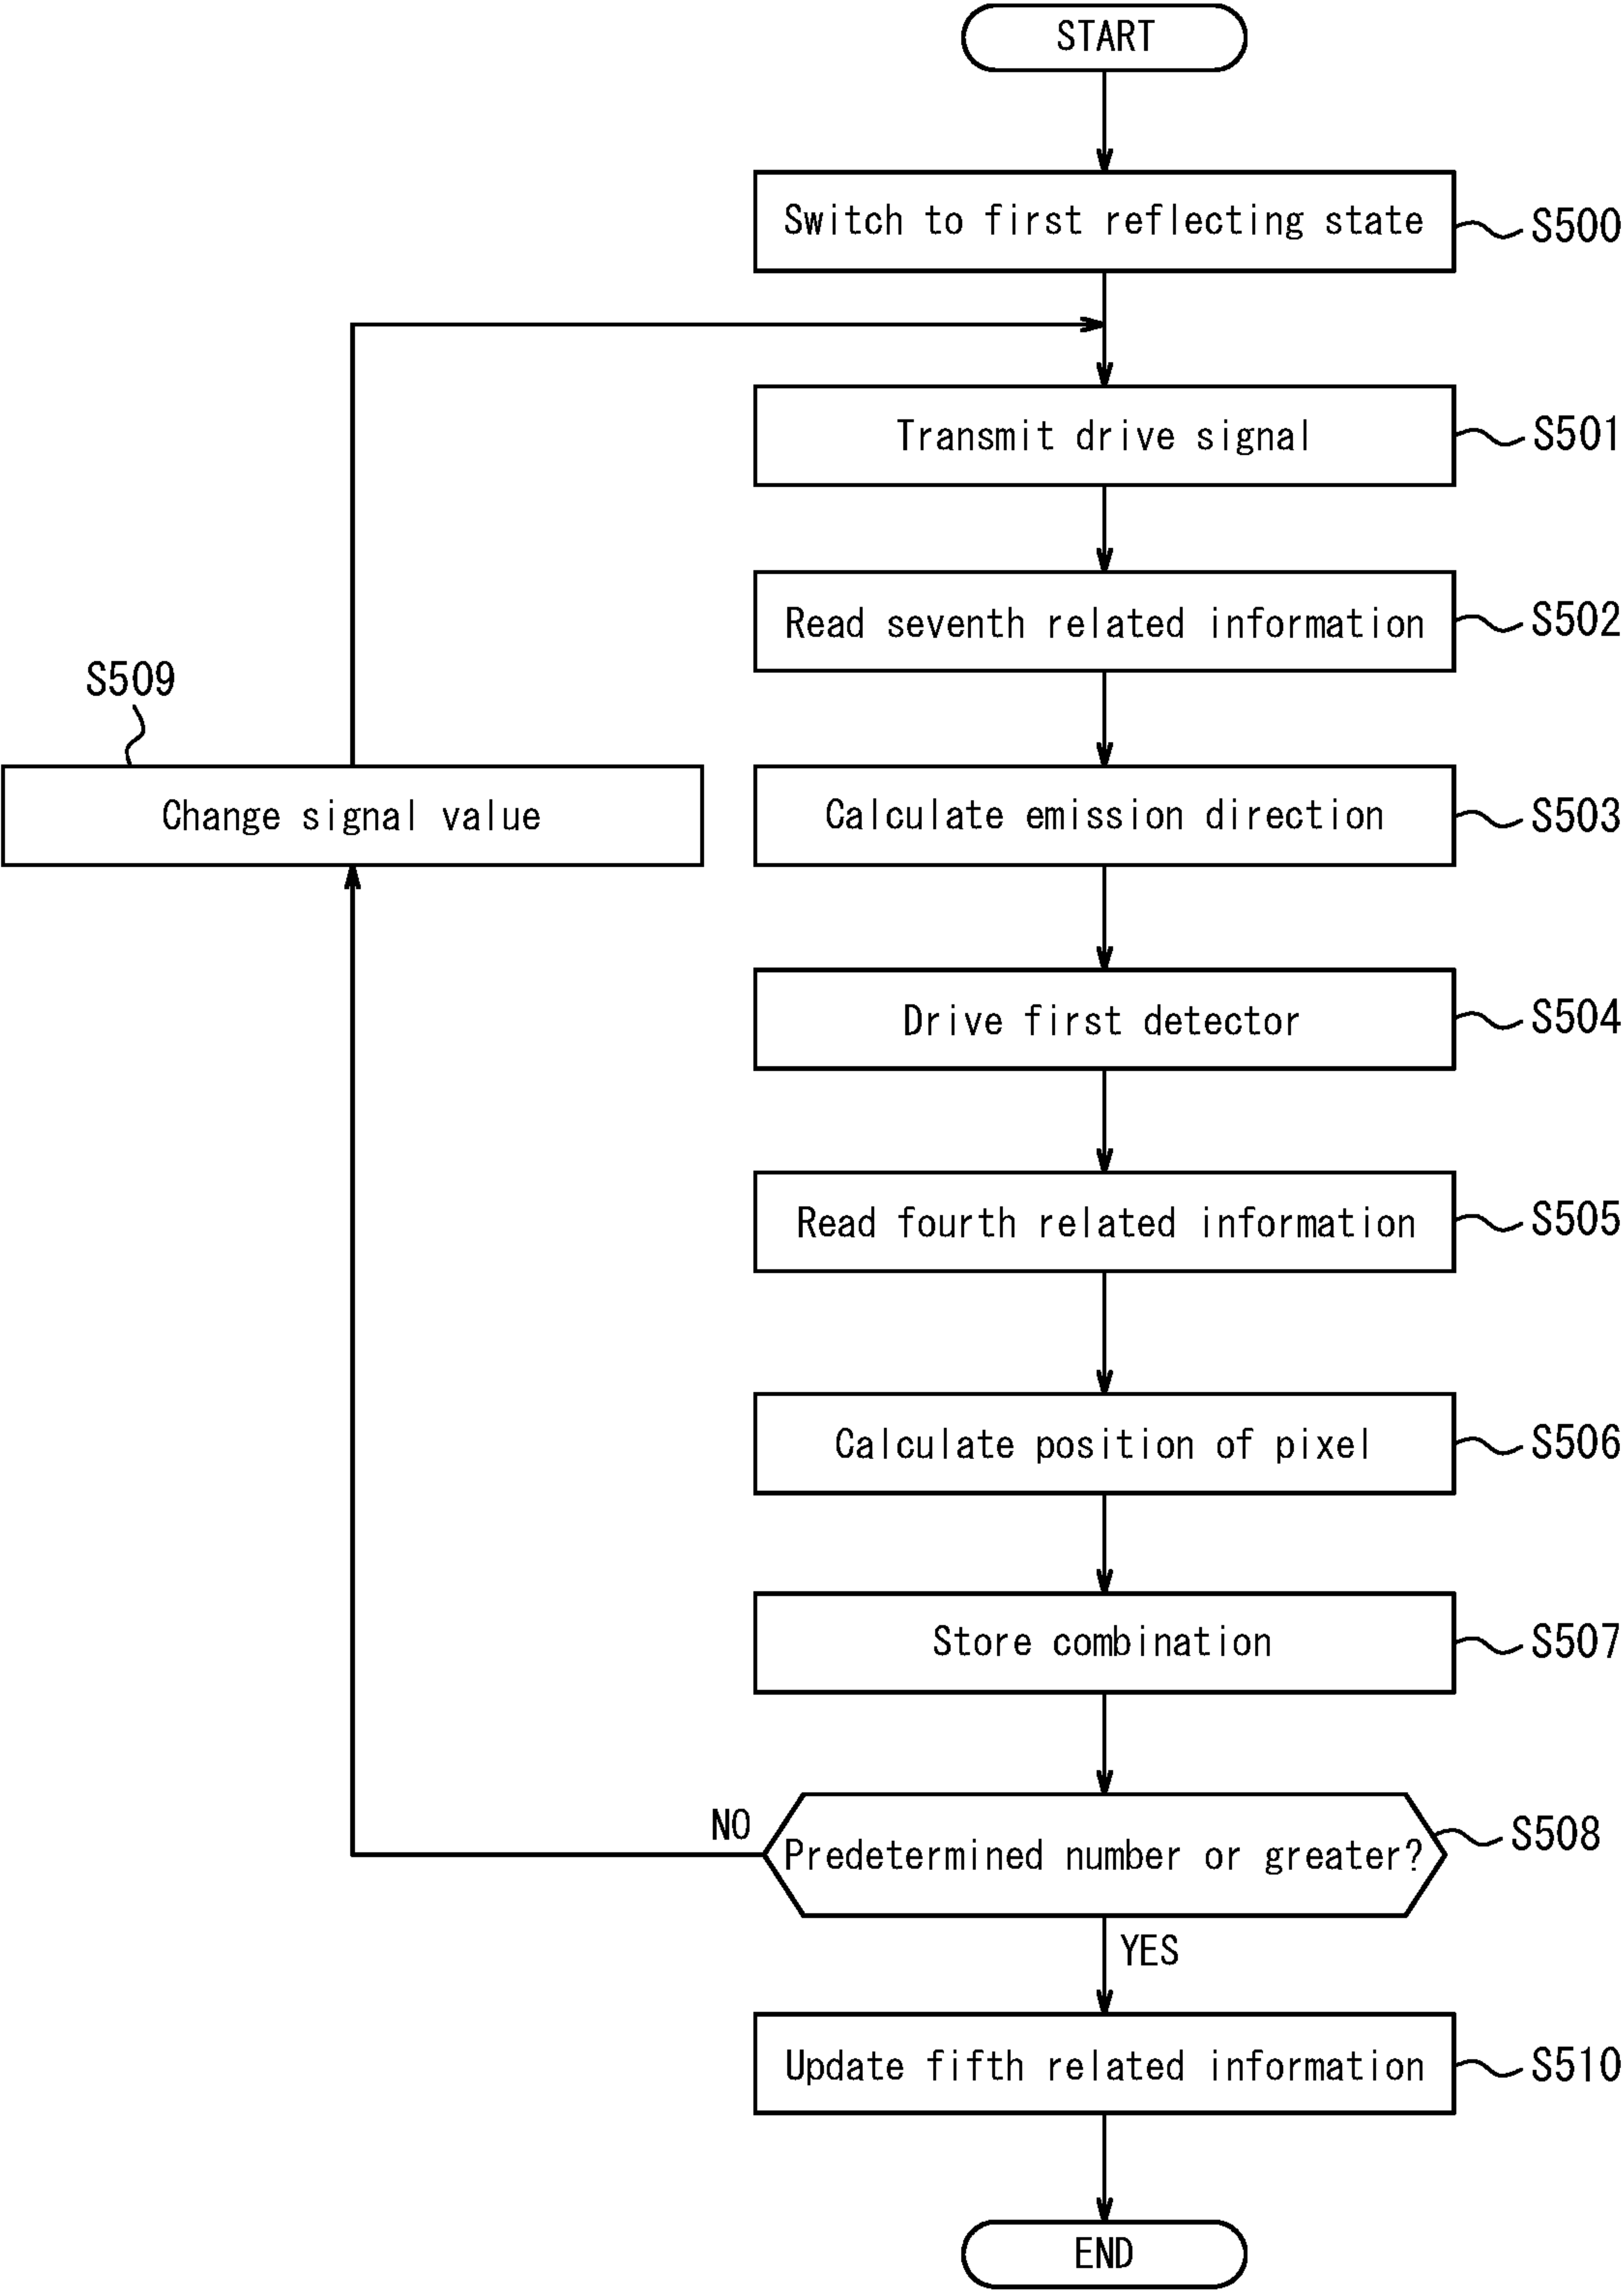 START
Switch to first reflecting state
S500
Transmit drive signal
S501
Read seventh related information
S502
S509
Change signal value
Calculate emission direction
S503
Drive first detector
S504
Read fourth related information
S505
Calculate position of pixel
S506
Store combination
S507
NO
Predetermined number or greater?
S508
YES
Update fifth related information
S510
END